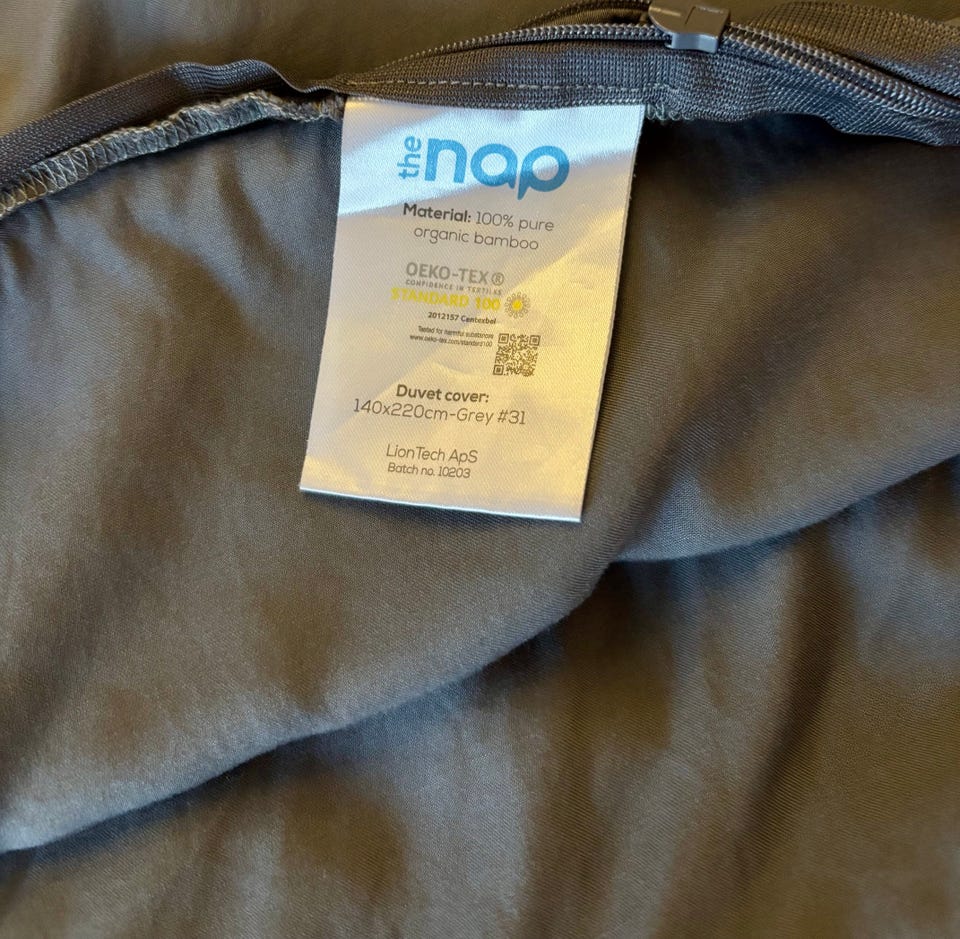 the nap
Material: 100% pure
organic bamboo
OEKO-TEX®
CONFIDENCE IN TEXTILES
STANDARD 100
2012157 Centexbel
Tested for harmful substances
www.oeko-tex.com/standard100
Duvet cover:
140x220cm-Grey #31
LionTech ApS
Batch no. 10203